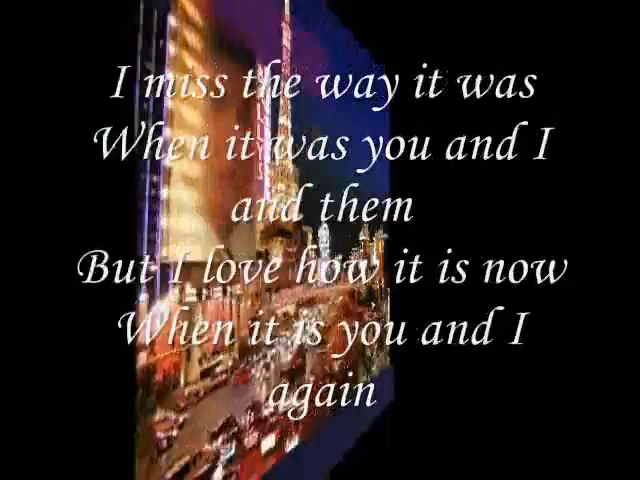 I miss the way it was
When it was you and I
and them
But I love how it is now
When it is you and I
again